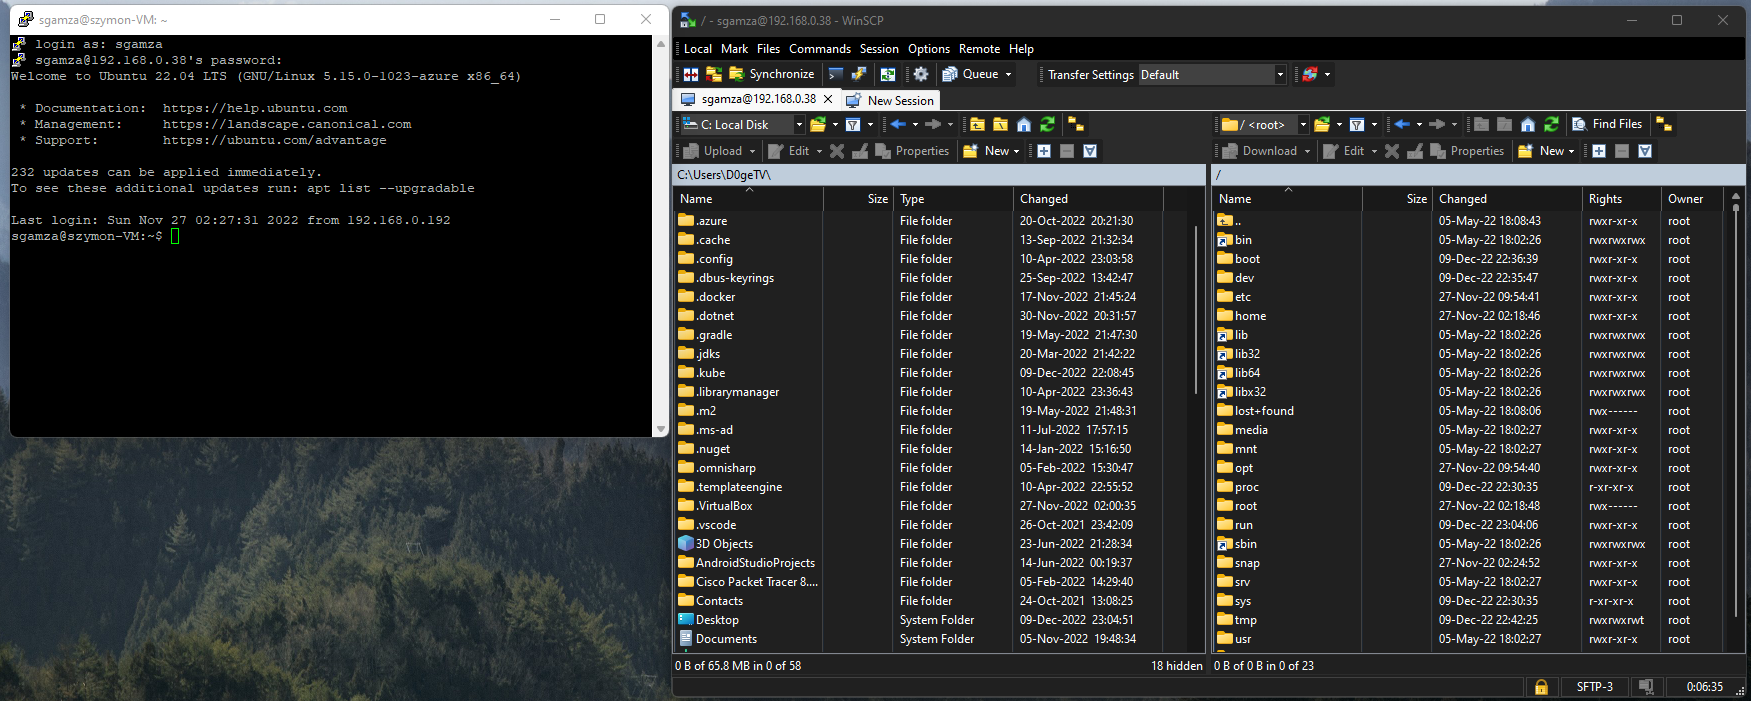 sgamza@szymon-VM: ~
login as: sgamza
sgamza@192.168.0.38's password:
Welcome to Ubuntu 22.04 LTS (GNU/Linux 5.15.0-1023-azure x86_64)
* Documentation:  https://help.ubuntu.com
* Management:     https://landscape.canonical.com
* Support:        https://ubuntu.com/advantage
232 updates can be applied immediately.
To see these additional updates run: apt list --upgradable
Last login: Sun Nov 27 02:27:31 2022 from 192.168.0.192
sgamza@szymon-VM:~$
/ - sgamza@192.168.0.38 - WinSCP
Local Mark Files Commands Session Options Remote Help
Synchronize Queue Transfer Settings Default
sgamza@192.168.0.38 New Session
C: Local Disk
Upload Edit Properties New
C:\Users\D0geTV\
Name Size Type Changed
.azure File folder 20-Oct-2022 20:21:30
.cache File folder 13-Sep-2022 21:32:34
.config File folder 10-Apr-2022 23:03:58
.dbus-keyrings File folder 25-Sep-2022 13:42:47
.docker File folder 17-Nov-2022 21:45:24
.dotnet File folder 30-Nov-2022 20:31:57
.gradle File folder 19-May-2022 21:47:30
.jdks File folder 20-Mar-2022 21:42:22
.kube File folder 09-Dec-2022 22:08:45
.librarymanager File folder 10-Apr-2022 23:36:43
.m2 File folder 19-May-2022 21:48:31
.ms-ad File folder 11-Jul-2022 17:57:15
.nuget File folder 14-Jan-2022 15:16:50
.omnisharp File folder 05-Feb-2022 15:30:47
.templateengine File folder 10-Apr-2022 22:55:52
.VirtualBox File folder 27-Nov-2022 02:00:35
.vscode File folder 26-Oct-2021 23:42:09
3D Objects File folder 23-Jun-2022 21:28:34
AndroidStudioProjects File folder 14-Jun-2022 00:19:37
Cisco Packet Tracer 8.... File folder 05-Feb-2022 14:29:40
Contacts File folder 24-Oct-2021 13:08:25
Desktop System Folder 09-Dec-2022 23:04:51
Documents System Folder 05-Nov-2022 19:48:34
0 B of 65.8 MB in 0 of 58 18 hidden
/ <root> Find Files
Download Edit Properties New
/
Name Size Changed Rights Owner
.. 05-May-22 18:08:43 rwxr-xr-x root
bin 05-May-22 18:02:26 rwxrwxrwx root
boot 09-Dec-22 22:36:39 rwxr-xr-x root
dev 09-Dec-22 22:35:47 rwxr-xr-x root
etc 27-Nov-22 09:54:41 rwxr-xr-x root
home 27-Nov-22 02:18:46 rwxr-xr-x root
lib 05-May-22 18:02:26 rwxrwxrwx root
lib32 05-May-22 18:02:26 rwxrwxrwx root
lib64 05-May-22 18:02:26 rwxrwxrwx root
libx32 05-May-22 18:02:26 rwxrwxrwx root
lost+found 05-May-22 18:08:06 rwx------ root
media 05-May-22 18:02:27 rwxr-xr-x root
mnt 05-May-22 18:02:27 rwxr-xr-x root
opt 27-Nov-22 09:54:40 rwxr-xr-x root
proc 09-Dec-22 22:30:35 r-xr-xr-x root
root 27-Nov-22 02:18:48 rwx------ root
run 09-Dec-22 23:04:06 rwxr-xr-x root
sbin 05-May-22 18:02:26 rwxrwxrwx root
snap 27-Nov-22 02:24:52 rwxr-xr-x root
srv 05-May-22 18:02:27 rwxr-xr-x root
sys 09-Dec-22 22:30:35 r-xr-xr-x root
tmp 09-Dec-22 22:42:25 rwxrwxrwt root
usr 05-May-22 18:02:27 rwxr-xr-x root
0 B of 0 B in 0 of 23
SFTP-3 0:06:35